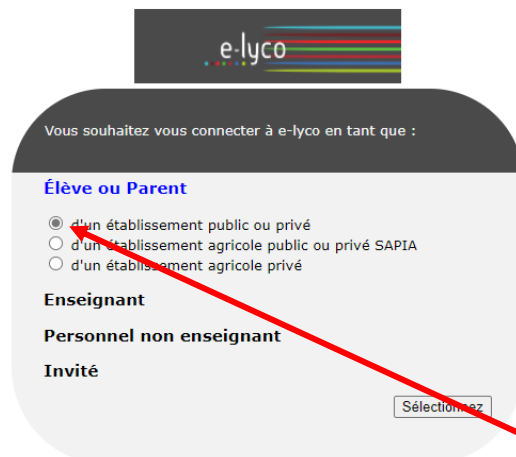 e-lyco
Vous souhaitez vous connecter à e-lyco en tant que :
Élève ou Parent
d'un établissement public ou privé
d'un établissement agricole public ou privé SAPIA
d'un établissement agricole privé
Enseignant
Personnel non enseignant
Invité
Sélectionnez